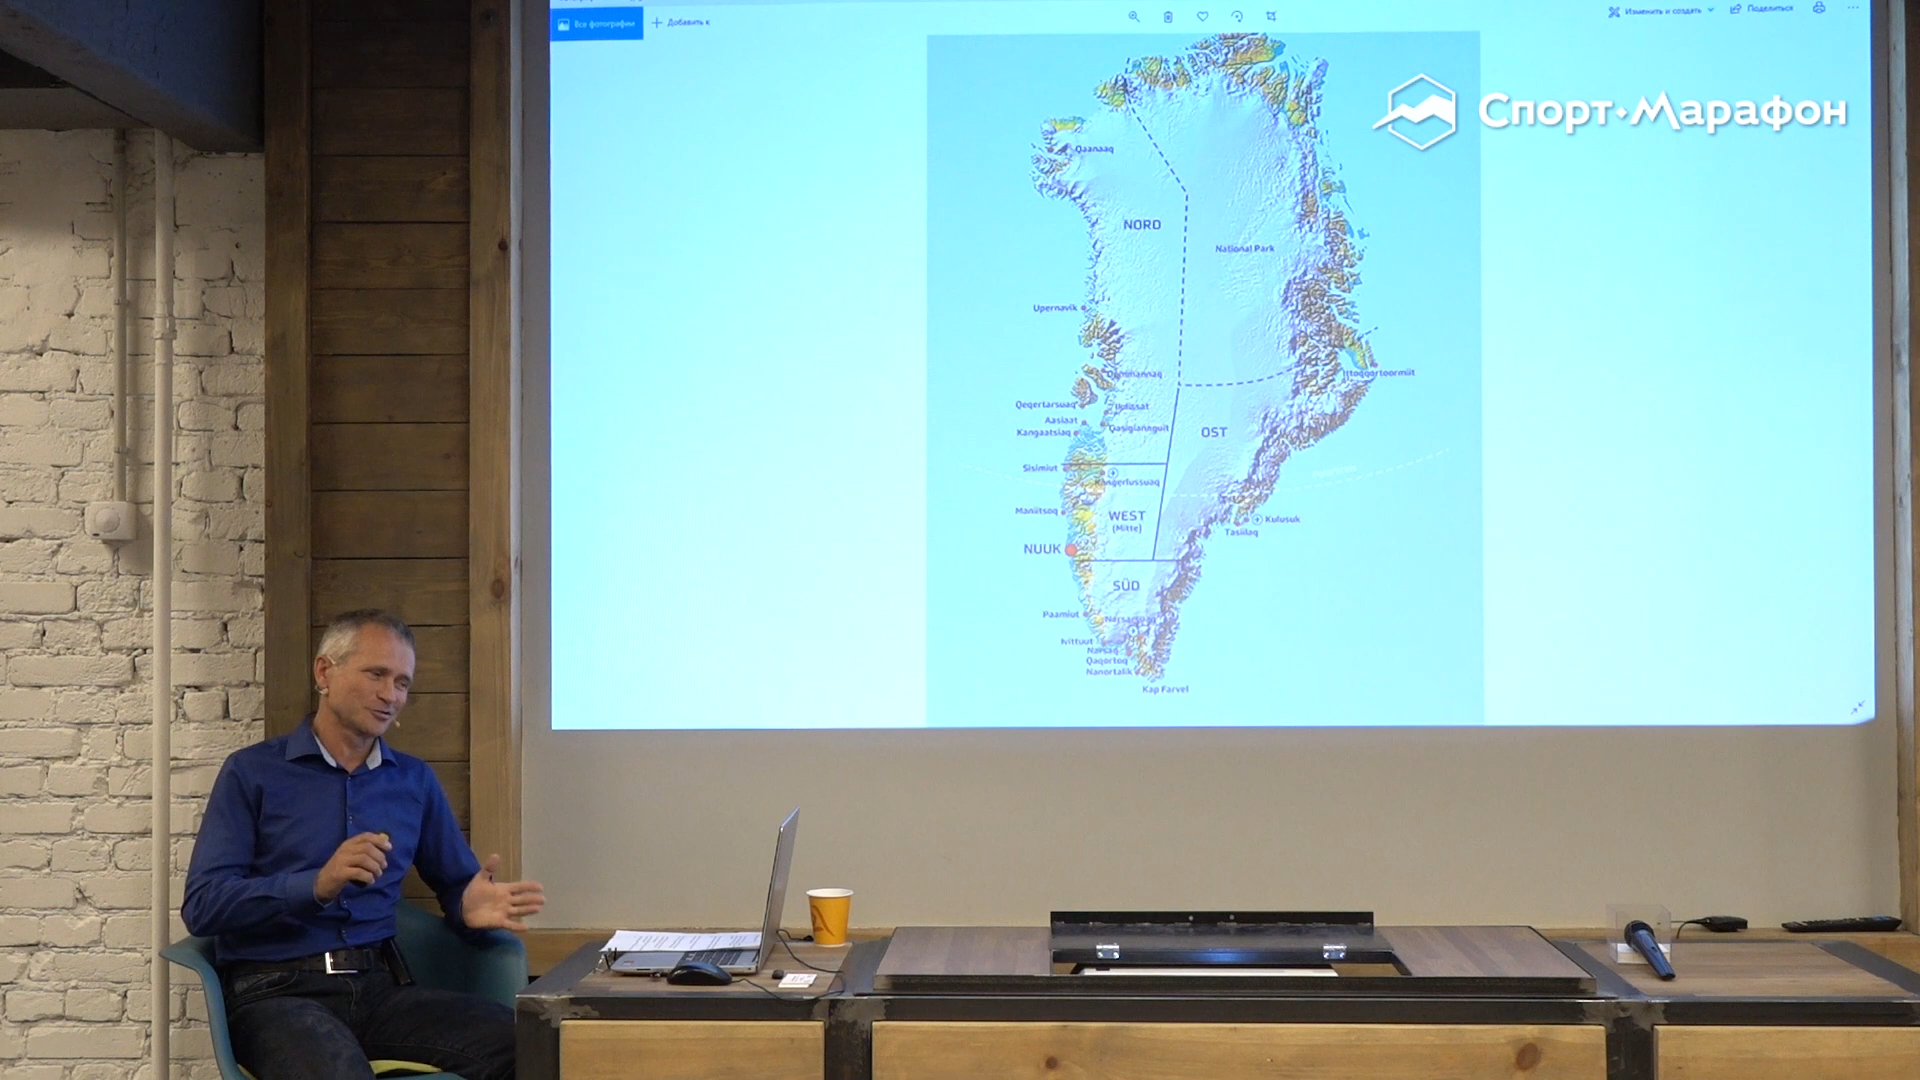 Все фотографии
Добавить к
Изменить и создать
Поделиться
Спорт-Марафон
Qaanaaq
NORD
National Park
Upernavik
Ittoqqortoormiit
Qeqertarsuaq
Ilulissat
Aasiaat
Qasigiannguit
Kangaatsiaq
OST
Sisimiut
Kangerlussuaq
Maniitsoq
WEST
(Mitte)
Kulusuk
Tasiilaq
NUUK
SÜD
Paamiut
Narsarsuaq
Ivittuut
Narsaq
Qaqortoq
Nanortalik
Kap Farvel